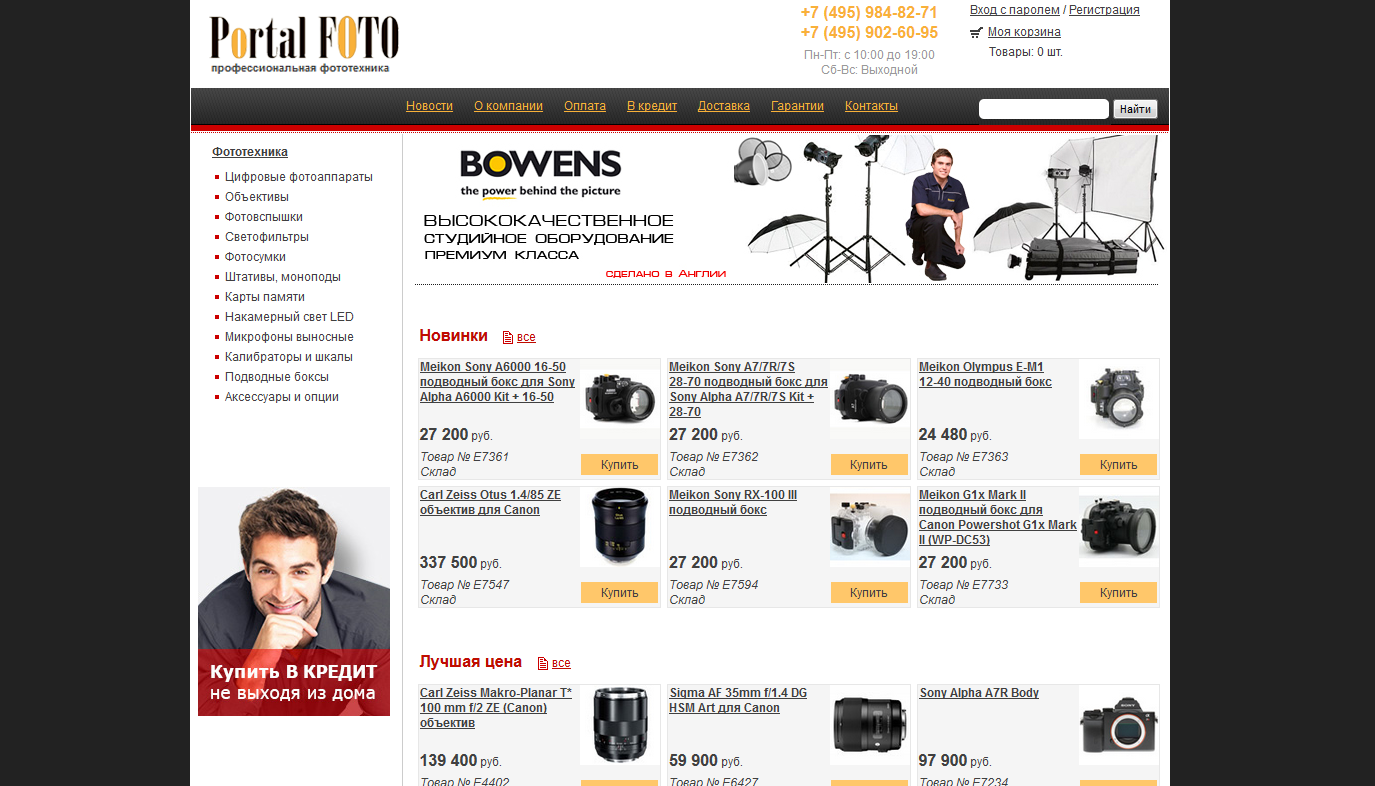 Portal FOTO
профессиональная фототехника
+7 (495) 984-82-71
+7 (495) 902-60-95
Пн-Пт: с 10:00 до 19:00
Сб-Вс: Выходной
Вход с паролем / Регистрация
Моя корзина
Товары: 0 шт.
Новости О компании Оплата В кредит Доставка Гарантии Контакты
Найти
Фототехника
Цифровые фотоаппараты
Объективы
Фотовспышки
Светофильтры
Фотосумки
Штативы, моноподы
Карты памяти
Накамерный свет LED
Микрофоны выносные
Калибраторы и шкалы
Подводные боксы
Аксессуары и опции
Купить В КРЕДИТ
не выходя из дома
BOWENS
the power behind the picture
ВЫСОКОКАЧЕСТВЕННОЕ
СТУДИЙНОЕ ОБОРУДОВАНИЕ
ПРЕМИУМ КЛАССА
СДЕЛАНО В АНГЛИИ
Новинки все
Meikon Sony A6000 16-50
подводный бокс для Sony
Alpha A6000 Kit + 16-50
27 200 руб.
Товар № E7361
Склад
Купить
Meikon Sony A7/7R/7S
28-70 подводный бокс для
Sony Alpha A7/7R/7S Kit +
28-70
27 200 руб.
Товар № E7362
Склад
Купить
Meikon Olympus E-M1
12-40 подводный бокс
24 480 руб.
Товар № E7363
Склад
Купить
Carl Zeiss Otus 1.4/85 ZE
объектив для Canon
337 500 руб.
Товар № E7547
Склад
Купить
Meikon Sony RX-100 III
подводный бокс
27 200 руб.
Товар № E7594
Склад
Купить
Meikon G1x Mark II
подводный бокс для
Canon Powershot G1x Mark
II (WP-DC53)
27 200 руб.
Товар № E7733
Склад
Купить
Лучшая цена все
Carl Zeiss Makro-Planar T*
100 mm f/2 ZE (Canon)
объектив
139 400 руб.
Товар № E4402
Sigma AF 35mm f/1.4 DG
HSM Art для Canon
59 900 руб.
Товар № E6427
Sony Alpha A7R Body
97 900 руб.
Товар № E7234
SONY